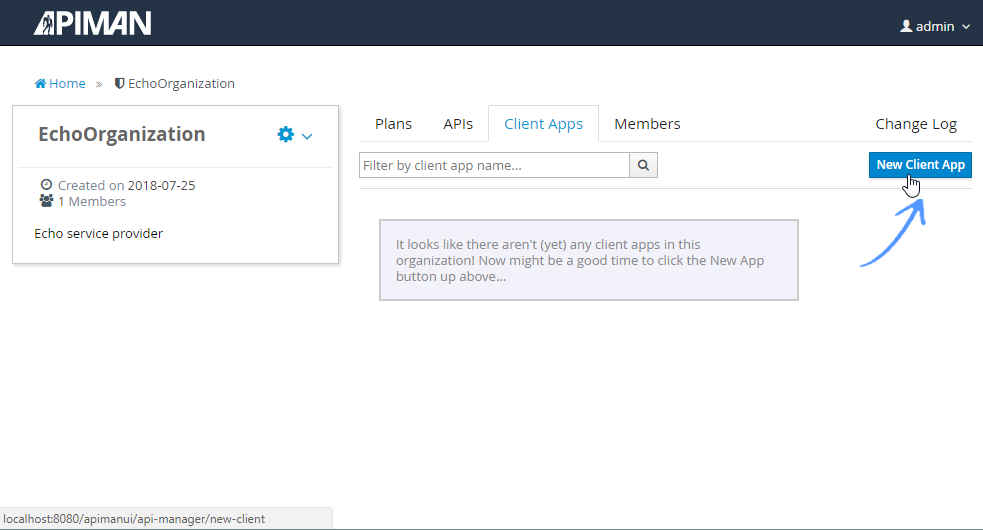 APIMAN
admin
Home » EchoOrganization
EchoOrganization
Created on 2018-07-25
1 Members
Echo service provider
Plans APIs Client Apps Members Change Log
Filter by client app name...
New Client App
It looks like there aren't (yet) any client apps in this
organization! Now might be a good time to click the New App
button up above...
localhost:8080/apimanui/api-manager/new-client